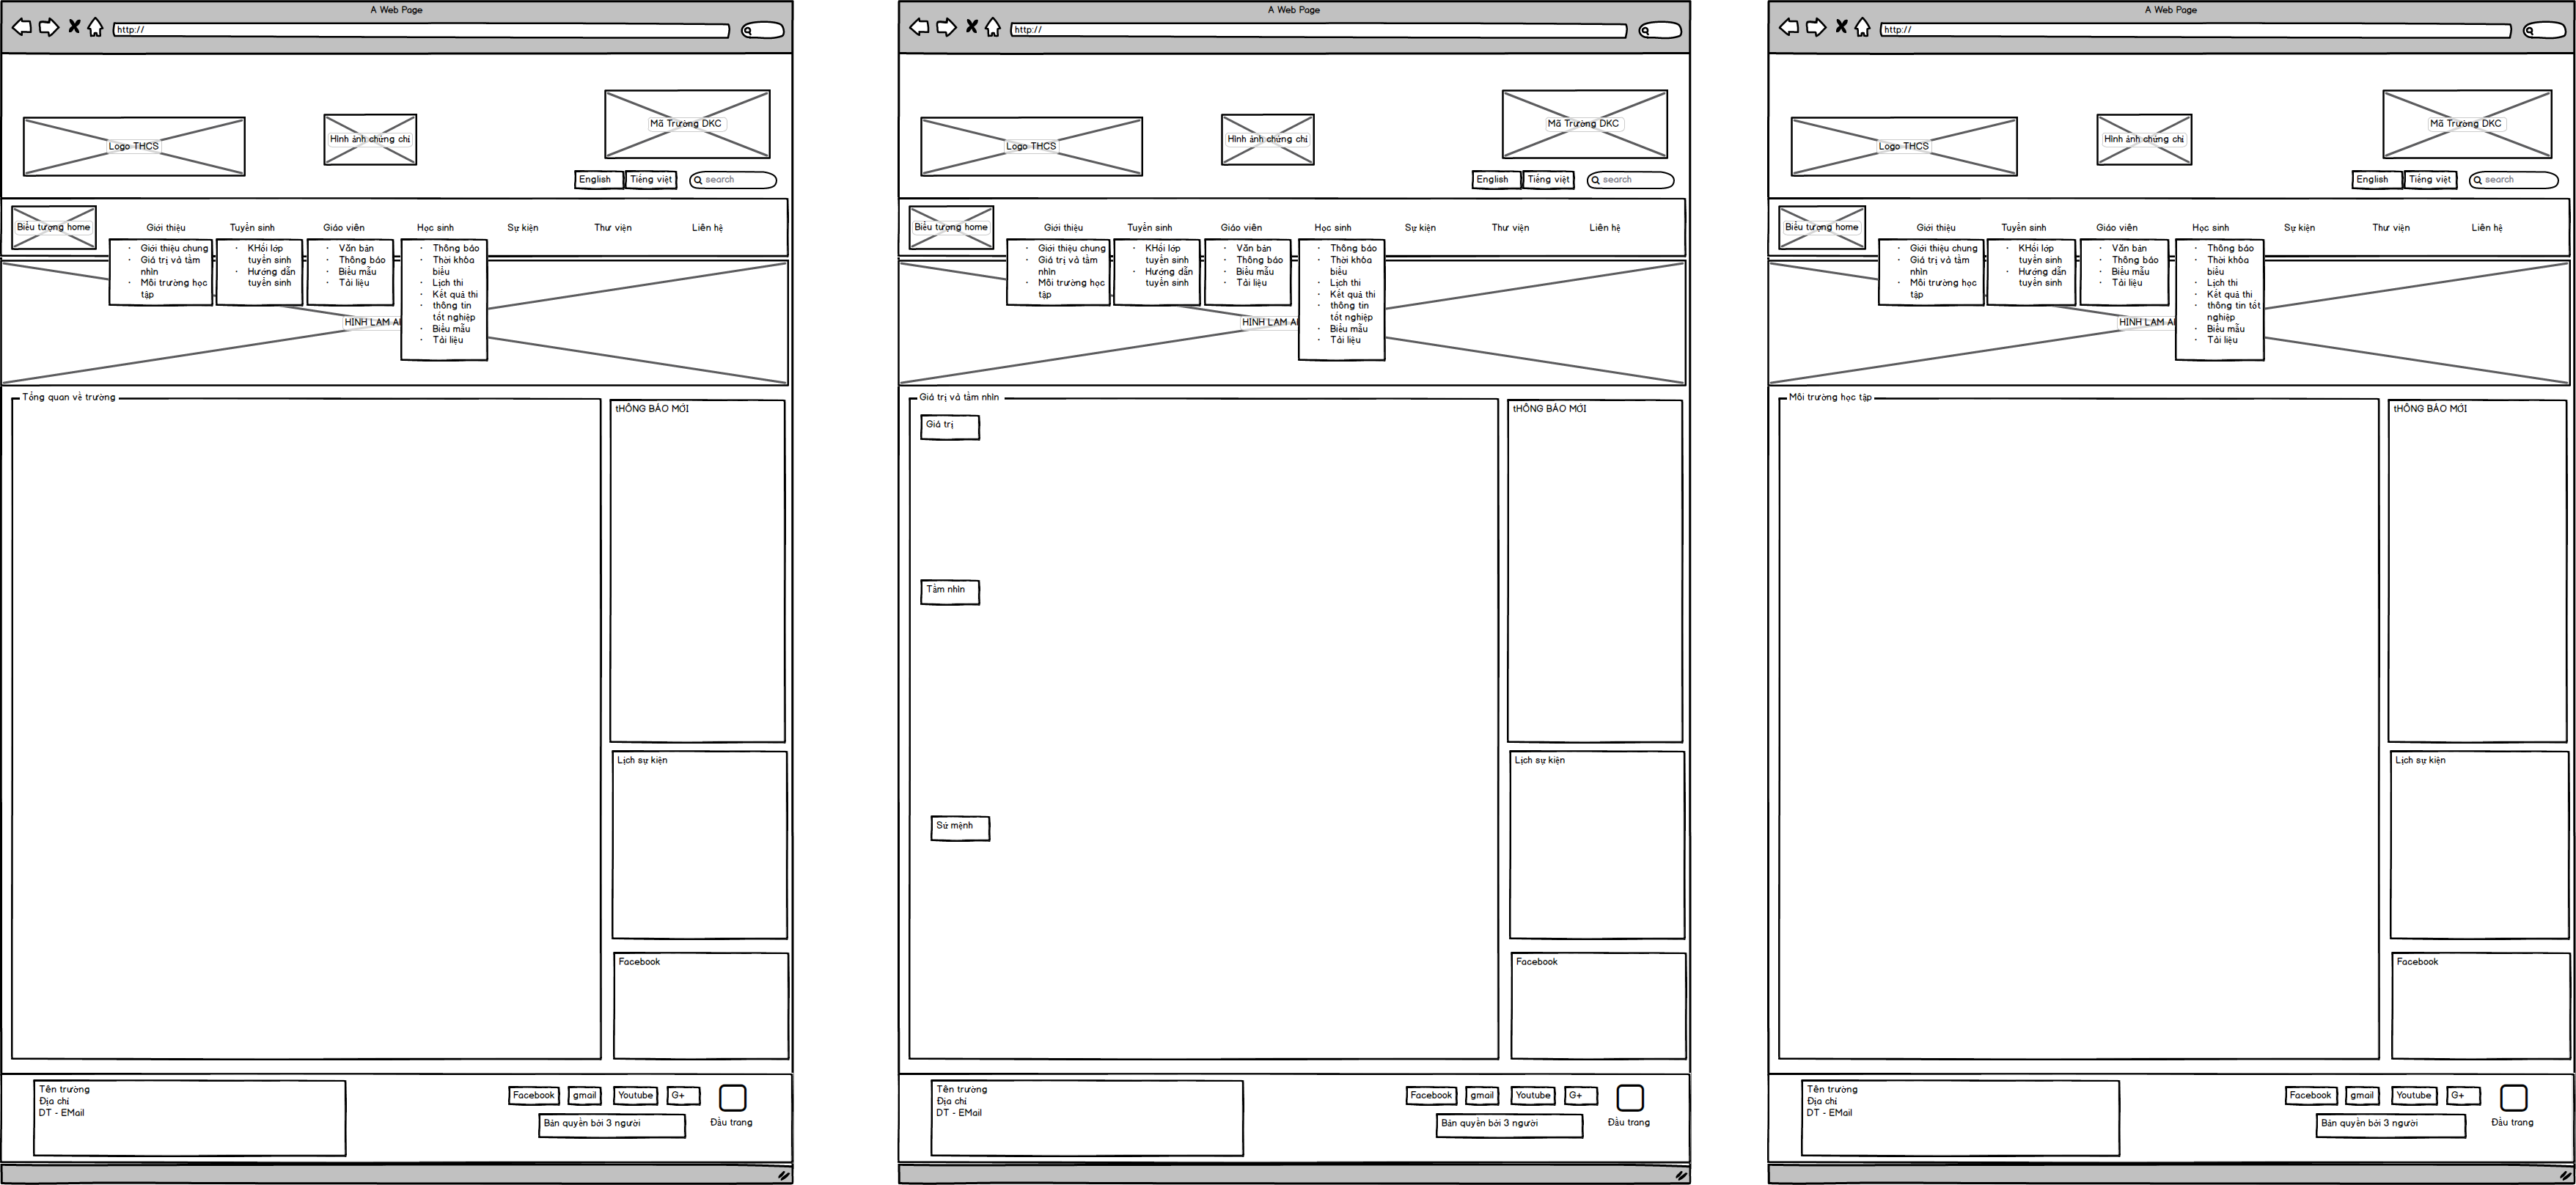 A Web Page
http://
Logo THCS
Hình ảnh chứng chỉ
Mã Trường DKC
English
Tiếng việt
search
Biểu tượng home
Giới thiệu
Tuyển sinh
Giáo viên
Học sinh
Sự kiện
Thư viện
Liên hệ
Giới thiệu chung
Giá trị và tầm
nhìn
Môi trường học
tập
KHối lớp
tuyển sinh
Hướng dẫn
tuyển sinh
Văn bản
Thông báo
Biểu mẫu
Tài liệu
Thông báo
Thời khóa
biểu
Lịch thi
Kết quả thi
thông tin
tốt nghiệp
Biểu mẫu
Tài liệu
HÌNH LÀM
Tổng quan về trường
tHÔNG BÁO MỚI
Lịch sự kiện
Facebook
Tên trường
Địa chỉ
DT - EMail
Facebook
gmail
Youtube
G+
Bản quyền bởi 3 người
Đầu trang
A Web Page
http://
Logo THCS
Hình ảnh chứng chỉ
Mã Trường DKC
English
Tiếng việt
search
Biểu tượng home
Giới thiệu
Tuyển sinh
Giáo viên
Học sinh
Sự kiện
Thư viện
Liên hệ
Giới thiệu chung
Giá trị và tầm
nhìn
Môi trường học
tập
KHối lớp
tuyển sinh
Hướng dẫn
tuyển sinh
Văn bản
Thông báo
Biểu mẫu
Tài liệu
Thông báo
Thời khóa
biểu
Lịch thi
Kết quả thi
thông tin
tốt nghiệp
Biểu mẫu
Tài liệu
HÌNH LÀM
Giá trị và tầm nhìn
Giá trị
Tầm nhìn
Sứ mệnh
tHÔNG BÁO MỚI
Lịch sự kiện
Facebook
Tên trường
Địa chỉ
DT - EMail
Facebook
gmail
Youtube
G+
Bản quyền bởi 3 người
Đầu trang
A Web Page
http://
Logo THCS
Hình ảnh chứng chỉ
Mã Trường DKC
English
Tiếng việt
search
Biểu tượng home
Giới thiệu
Tuyển sinh
Giáo viên
Học sinh
Sự kiện
Thư viện
Liên hệ
Giới thiệu chung
Giá trị và tầm
nhìn
Môi trường học
tập
KHối lớp
tuyển sinh
Hướng dẫn
tuyển sinh
Văn bản
Thông báo
Biểu mẫu
Tài liệu
Thông báo
Thời khóa
biểu
Lịch thi
Kết quả thi
thông tin tốt
nghiệp
Biểu mẫu
Tài liệu
HÌNH LÀM
Môi trường học tập
tHÔNG BÁO MỚI
Lịch sự kiện
Facebook
Tên trường
Địa chỉ
DT - EMail
Facebook
gmail
Youtube
G+
Bản quyền bởi 3 người
Đầu trang